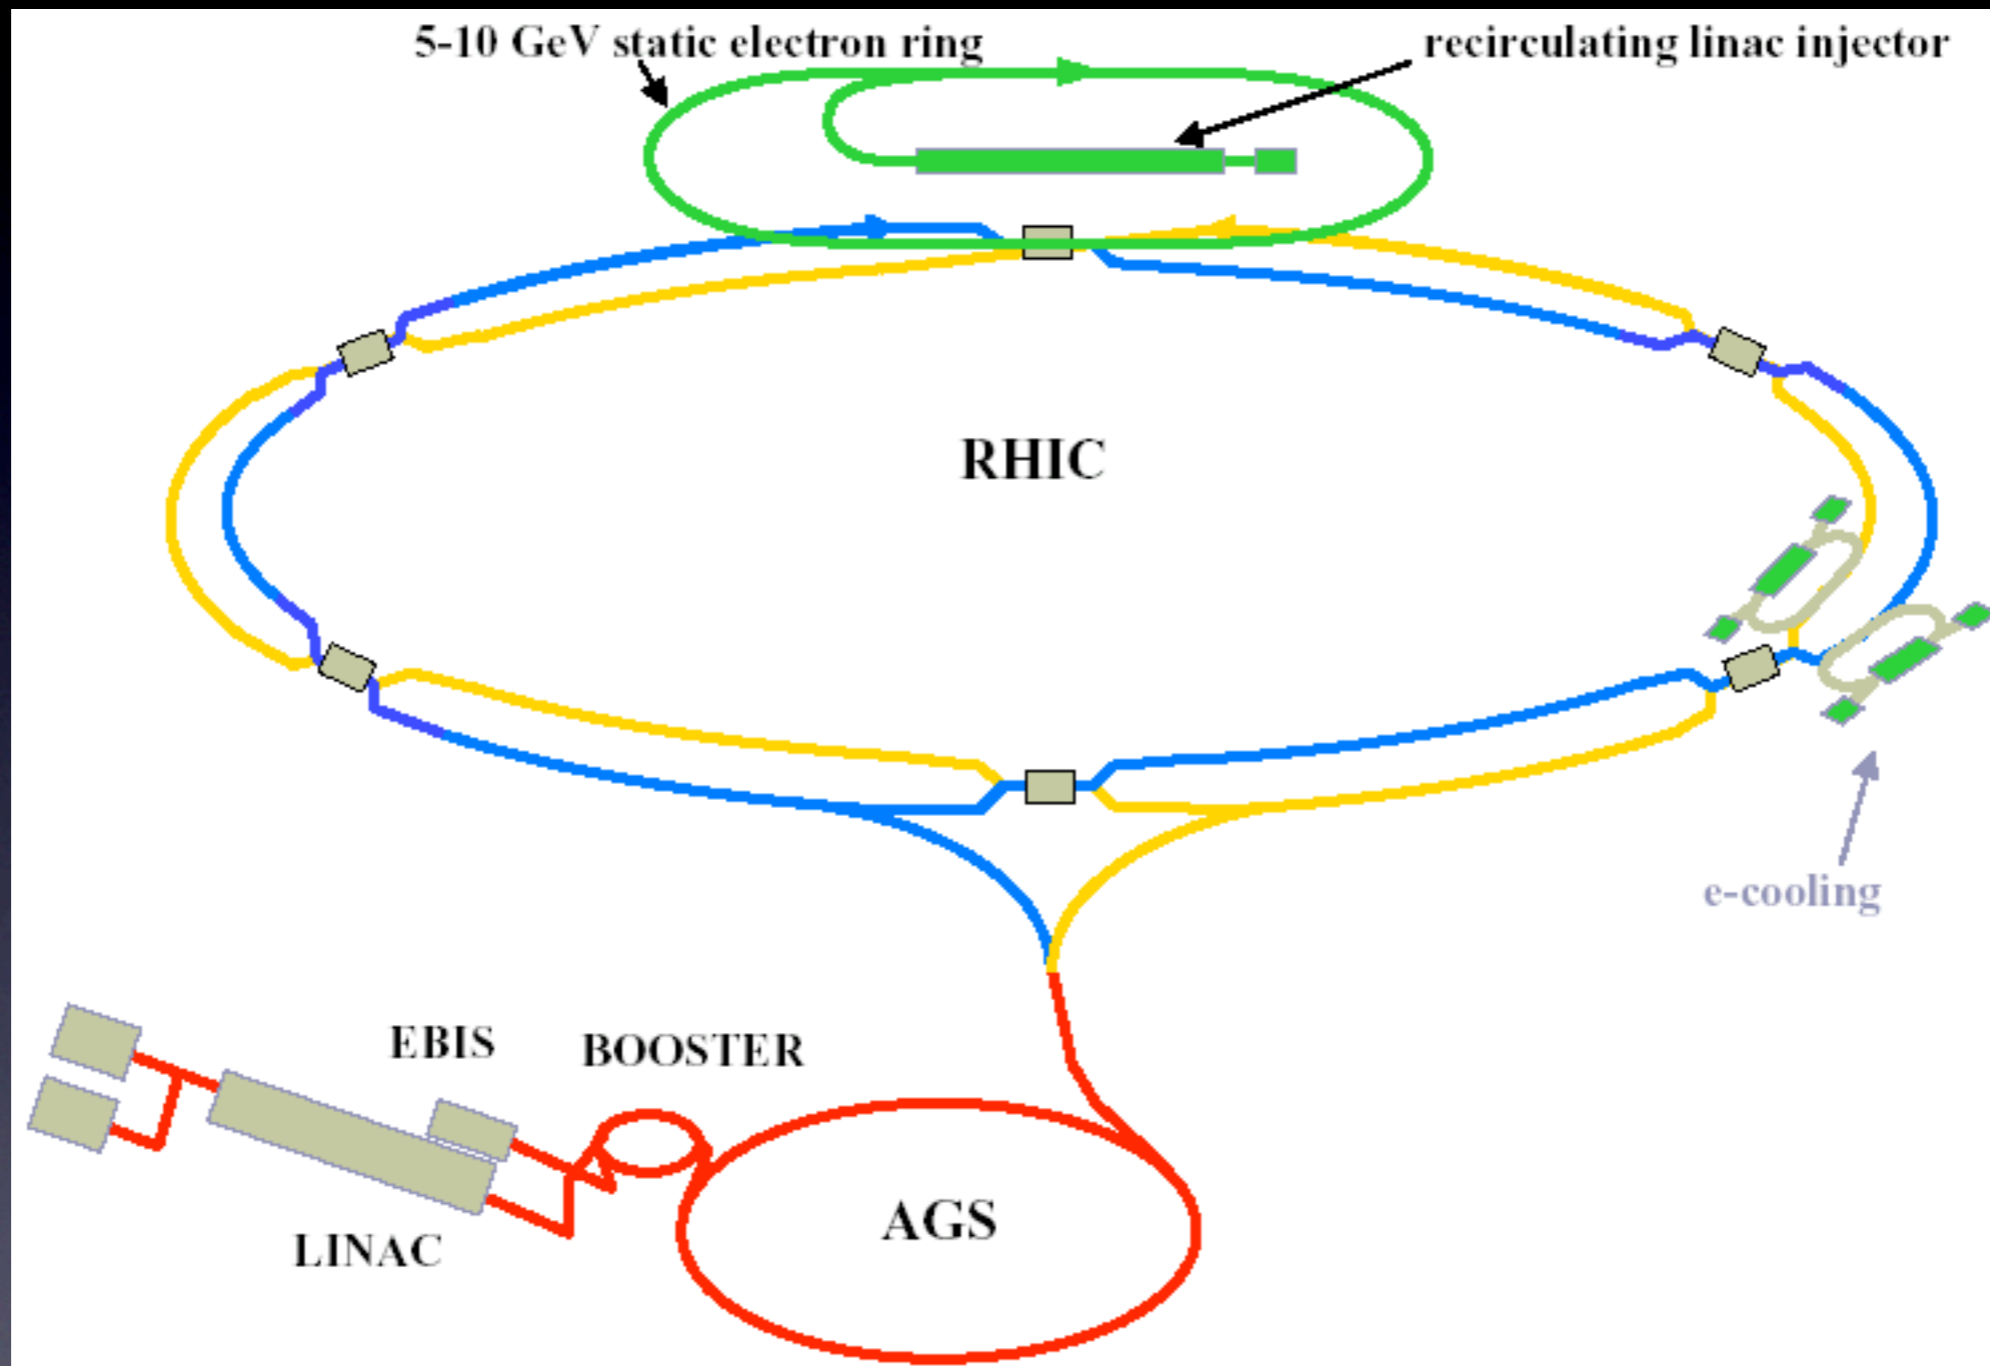 5-10 GeV static electron ring
recirculating linac injector
RHIC
e-cooling
EBIS
BOOSTER
AGS
LINAC